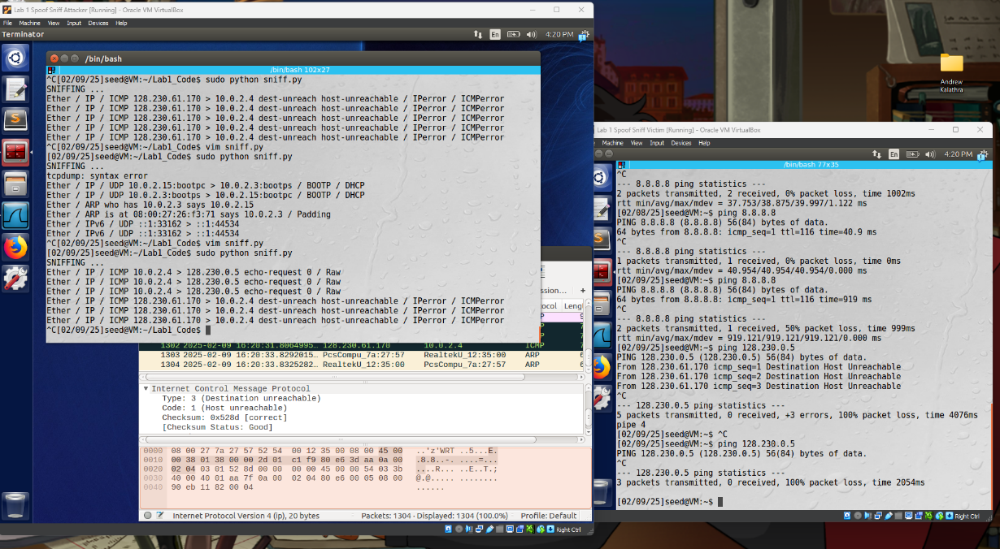 Lab 1 Spoof Sniff Attacker [Running] - Oracle VM VirtualBox
File Machine View Input Devices Help
Terminator
En
4:20 PM
/bin/bash
/bin/bash 102x27
^C[02/09/25]seed@VM:~/Lab1_Code$ sudo python sniff.py
SNIFFING ...
Ether / IP / ICMP 128.230.61.170 > 10.0.2.4 dest-unreach host-unreachable / IPerror / ICMPerror
Ether / IP / ICMP 128.230.61.170 > 10.0.2.4 dest-unreach host-unreachable / IPerror / ICMPerror
Ether / IP / ICMP 128.230.61.170 > 10.0.2.4 dest-unreach host-unreachable / IPerror / ICMPerror
Ether / IP / ICMP 128.230.61.170 > 10.0.2.4 dest-unreach host-unreachable / IPerror / ICMPerror
Ether / IP / ICMP 128.230.61.170 > 10.0.2.4 dest-unreach host-unreachable / IPerror / ICMPerror
^C[02/09/25]seed@VM:~/Lab1_Code$ vim sniff.py
[02/09/25]seed@VM:~/Lab1_Code$ sudo python sniff.py
SNIFFING ...
tcpdump: syntax error
Ether / IP / UDP 10.0.2.15:bootpc > 10.0.2.3:bootps / BOOTP / DHCP
Ether / IP / UDP 10.0.2.3:bootps > 10.0.2.15:bootpc / BOOTP / DHCP
Ether / ARP who has 10.0.2.3 says 10.0.2.15
Ether / ARP is at 08:00:27:26:f3:71 says 10.0.2.3 / Padding
Ether / IPv6 / UDP ::1:33162 > ::1:44534
Ether / IPv6 / UDP ::1:33162 > ::1:44534
^C[02/09/25]seed@VM:~/Lab1_Code$ vim sniff.py
[02/09/25]seed@VM:~/Lab1_Code$ sudo python sniff.py
SNIFFING ...
Ether / IP / ICMP 10.0.2.4 > 128.230.0.5 echo-request 0 / Raw
Ether / IP / ICMP 10.0.2.4 > 128.230.0.5 echo-request 0 / Raw
Ether / IP / ICMP 10.0.2.4 > 128.230.0.5 echo-request 0 / Raw
Ether / IP / ICMP 128.230.61.170 > 10.0.2.4 dest-unreach host-unreachable / IPerror / ICMPerror
Ether / IP / ICMP 128.230.61.170 > 10.0.2.4 dest-unreach host-unreachable / IPerror / ICMPerror
Ether / IP / ICMP 128.230.61.170 > 10.0.2.4 dest-unreach host-unreachable / IPerror / ICMPerror
^C[02/09/25]seed@VM:~/Lab1_Code$
ssion... +
ocol Leng
1302 2025-02-09 16:20:31.8064995... 128.230.61.170 10.0.2.4 ICMP
1303 2025-02-09 16:20:33.8292015... PcsCompu_7a:27:57 RealtekU_12:35:00 ARP
1304 2025-02-09 16:20:33.8325282... RealtekU_12:35:00 PcsCompu_7a:27:57 ARP
Internet Control Message Protocol
Type: 3 (Destination unreachable)
Code: 1 (Host unreachable)
Checksum: 0x528d [correct]
[Checksum Status: Good]
0000 08 00 27 7a 27 57 52 54 00 12 35 00 08 00 45 00 ..'z'WRT ..5...E.
0010 00 38 01 38 00 00 2d 01 c1 f9 80 e6 3d aa 0a 00 .8.8..-. ....=...
0020 02 04 03 01 52 8d 00 00 00 00 45 00 00 54 03 3b ....R... ..E..T.;
0030 40 00 40 01 aa 7f 0a 00 02 04 80 e6 00 05 08 00 @.@..... ........
0040 90 eb 11 82 00 04 ......
Internet Protocol Version 4 (ip), 20 bytes
Packets: 1304 · Displayed: 1304 (100.0%)
Profile: Default
Right Ctrl
Andrew
Kalathra
Lab 1 Spoof Sniff Victim [Running] - Oracle VM VirtualBox
Machine View Input Devices Help
En
4:20 PM
/bin/bash 77x35
^C
--- 8.8.8.8 ping statistics ---
2 packets transmitted, 2 received, 0% packet loss, time 1002ms
rtt min/avg/max/mdev = 37.753/38.875/39.997/1.122 ms
[02/08/25]seed@VM:~$ ping 8.8.8.8
PING 8.8.8.8 (8.8.8.8) 56(84) bytes of data.
64 bytes from 8.8.8.8: icmp_seq=1 ttl=116 time=40.9 ms
^C
--- 8.8.8.8 ping statistics ---
1 packets transmitted, 1 received, 0% packet loss, time 0ms
rtt min/avg/max/mdev = 40.954/40.954/40.954/0.000 ms
[02/09/25]seed@VM:~$ ping 8.8.8.8
PING 8.8.8.8 (8.8.8.8) 56(84) bytes of data.
64 bytes from 8.8.8.8: icmp_seq=1 ttl=116 time=919 ms
^C
--- 8.8.8.8 ping statistics ---
2 packets transmitted, 1 received, 50% packet loss, time 999ms
rtt min/avg/max/mdev = 919.121/919.121/919.121/0.000 ms
[02/09/25]seed@VM:~$ ping 128.230.0.5
PING 128.230.0.5 (128.230.0.5) 56(84) bytes of data.
From 128.230.61.170 icmp_seq=1 Destination Host Unreachable
From 128.230.61.170 icmp_seq=2 Destination Host Unreachable
From 128.230.61.170 icmp_seq=3 Destination Host Unreachable
^C
--- 128.230.0.5 ping statistics ---
5 packets transmitted, 0 received, +3 errors, 100% packet loss, time 4076ms
pipe 4
[02/09/25]seed@VM:~$ ^C
[02/09/25]seed@VM:~$ ping 128.230.0.5
PING 128.230.0.5 (128.230.0.5) 56(84) bytes of data.
^C
--- 128.230.0.5 ping statistics ---
3 packets transmitted, 0 received, 100% packet loss, time 2054ms
[02/09/25]seed@VM:~$
Right Ctrl